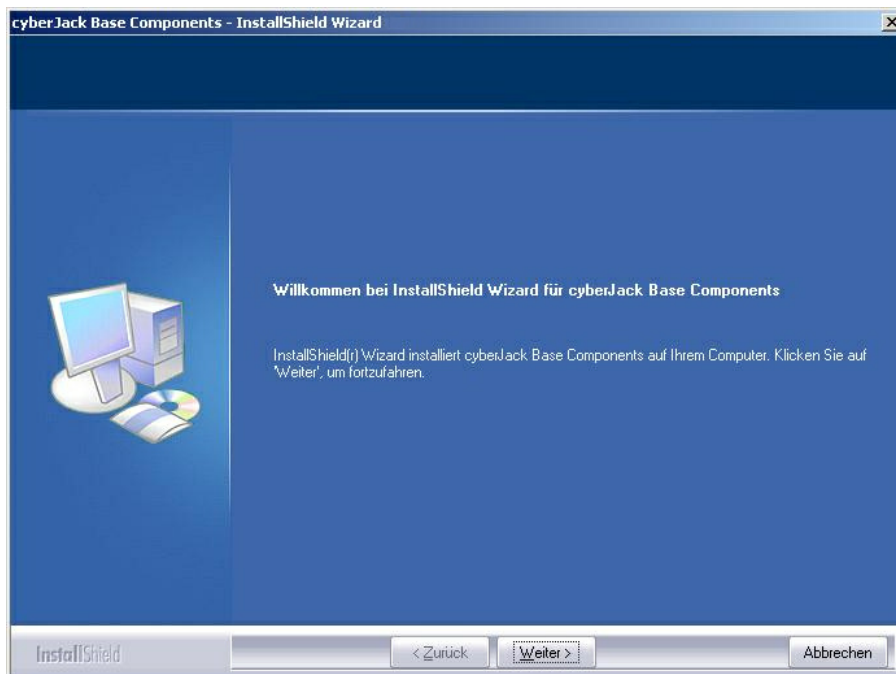 cyberJack Base Components - InstallShield Wizard
Willkommen bei InstallShield Wizard für cyberJack Base Components
InstallShield(r) Wizard installiert cyberJack Base Components auf Ihrem Computer. Klicken Sie auf
'Weiter', um fortzufahren.
InstallShield
< Zurück
Weiter >
Abbrechen